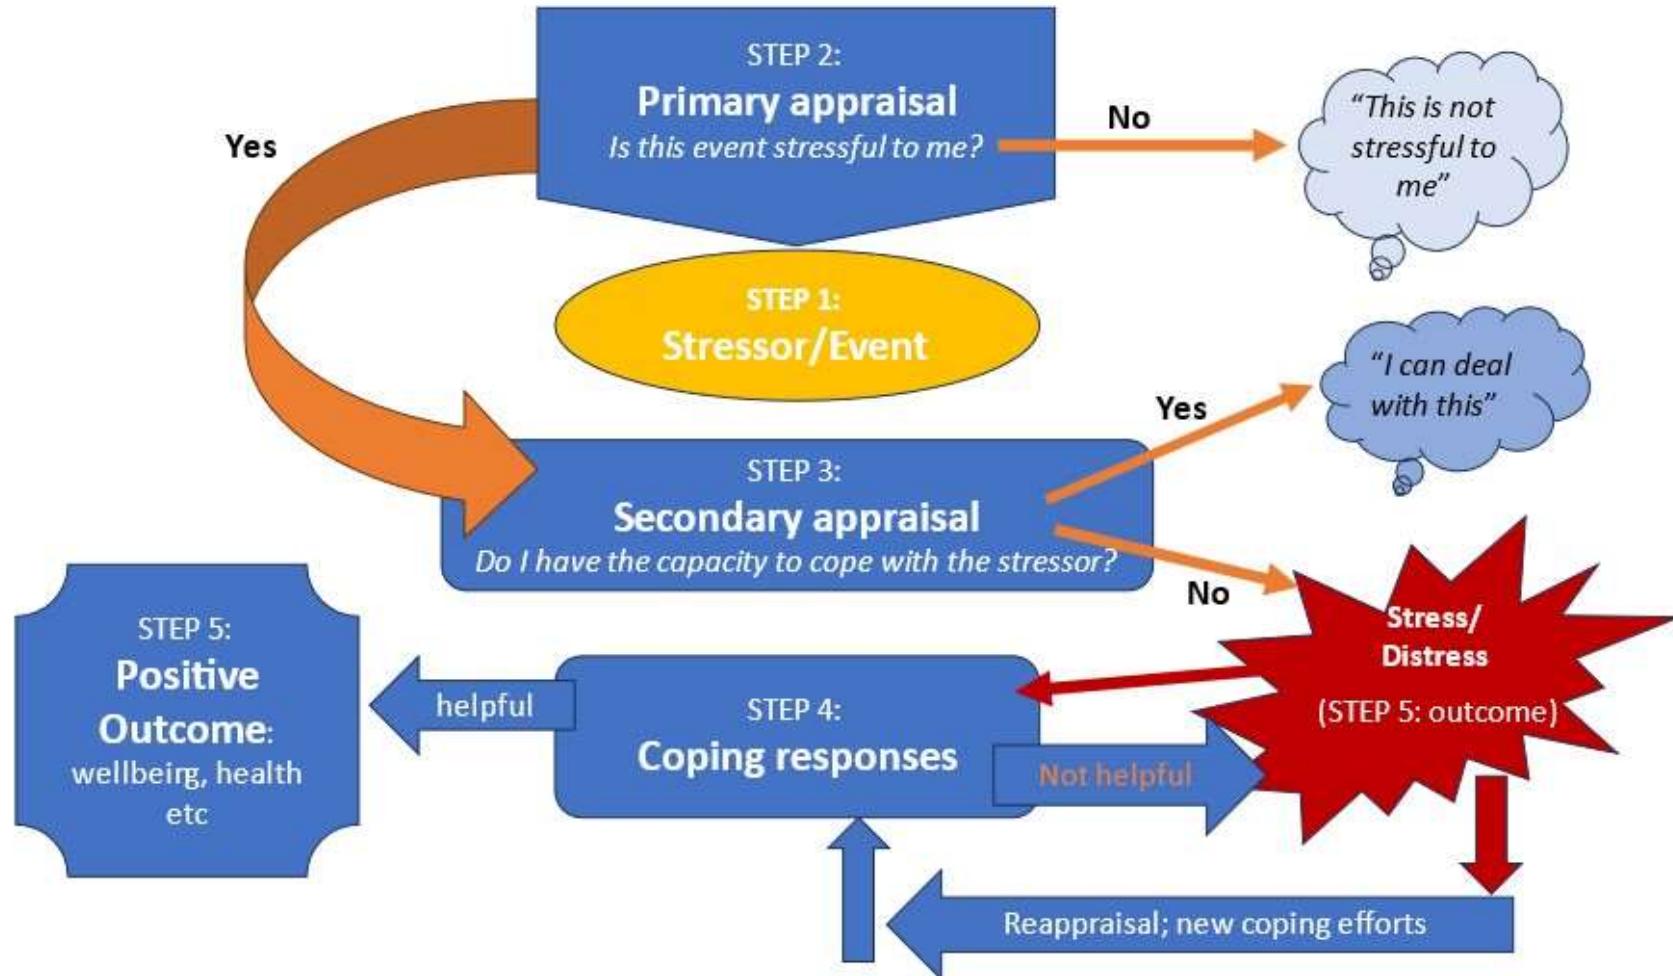 STEP 2:
Primary appraisal
Is this event stressful to me?
Yes
No
“This is not
stressful to
me”
STEP 1:
Stressor/Event
“I can deal
with this”
Yes
STEP 3:
Secondary appraisal
Do I have the capacity to cope with the stressor?
No
Stress/
Distress
(STEP 5: outcome)
STEP 5:
Positive
Outcome:
wellbeing, health
etc
helpful
STEP 4:
Coping responses
Not helpful
Reappraisal; new coping efforts